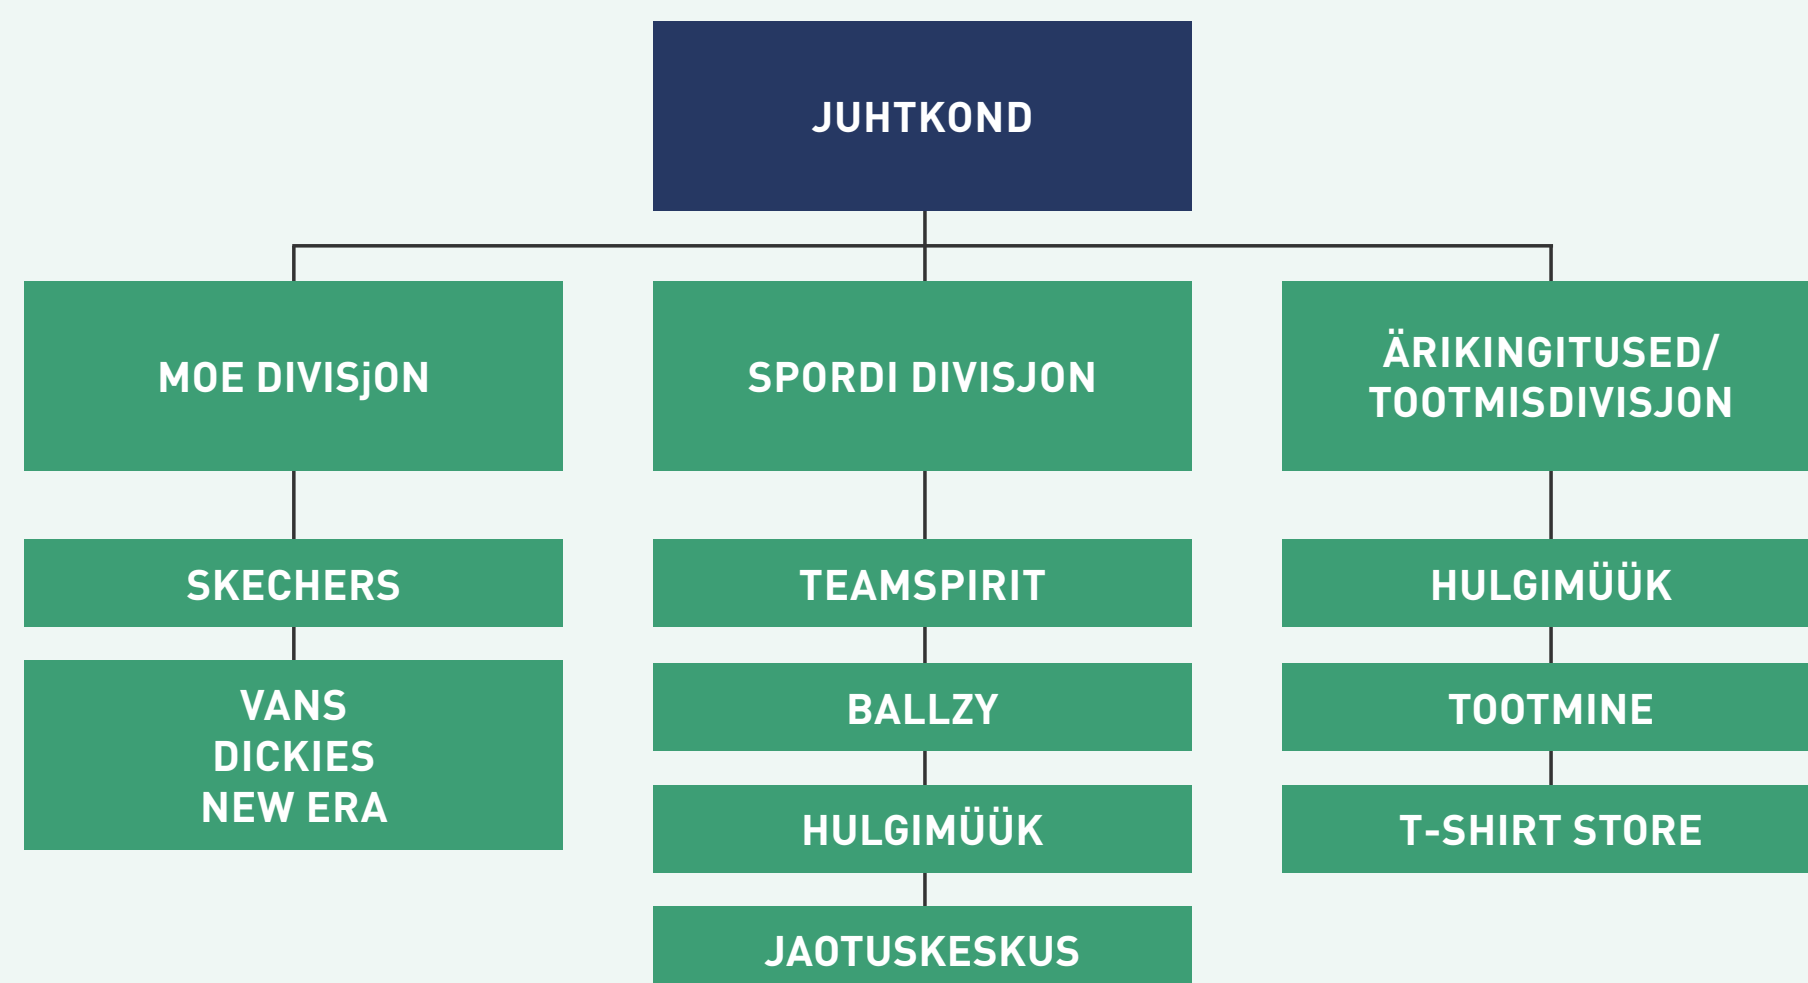 JUHTKOND
MOE DIVISjON
SKECHERS
VANS
DICKIES
NEW ERA
SPORDI DIVISJON
TEAMSPIRIT
BALLZY
HULGIMÜÜK
JAOTUSKESKUS
ÄRIKINGITUSED/
TOOTMISDIVISJON
HULGIMÜÜK
TOOTMINE
T-SHIRT STORE